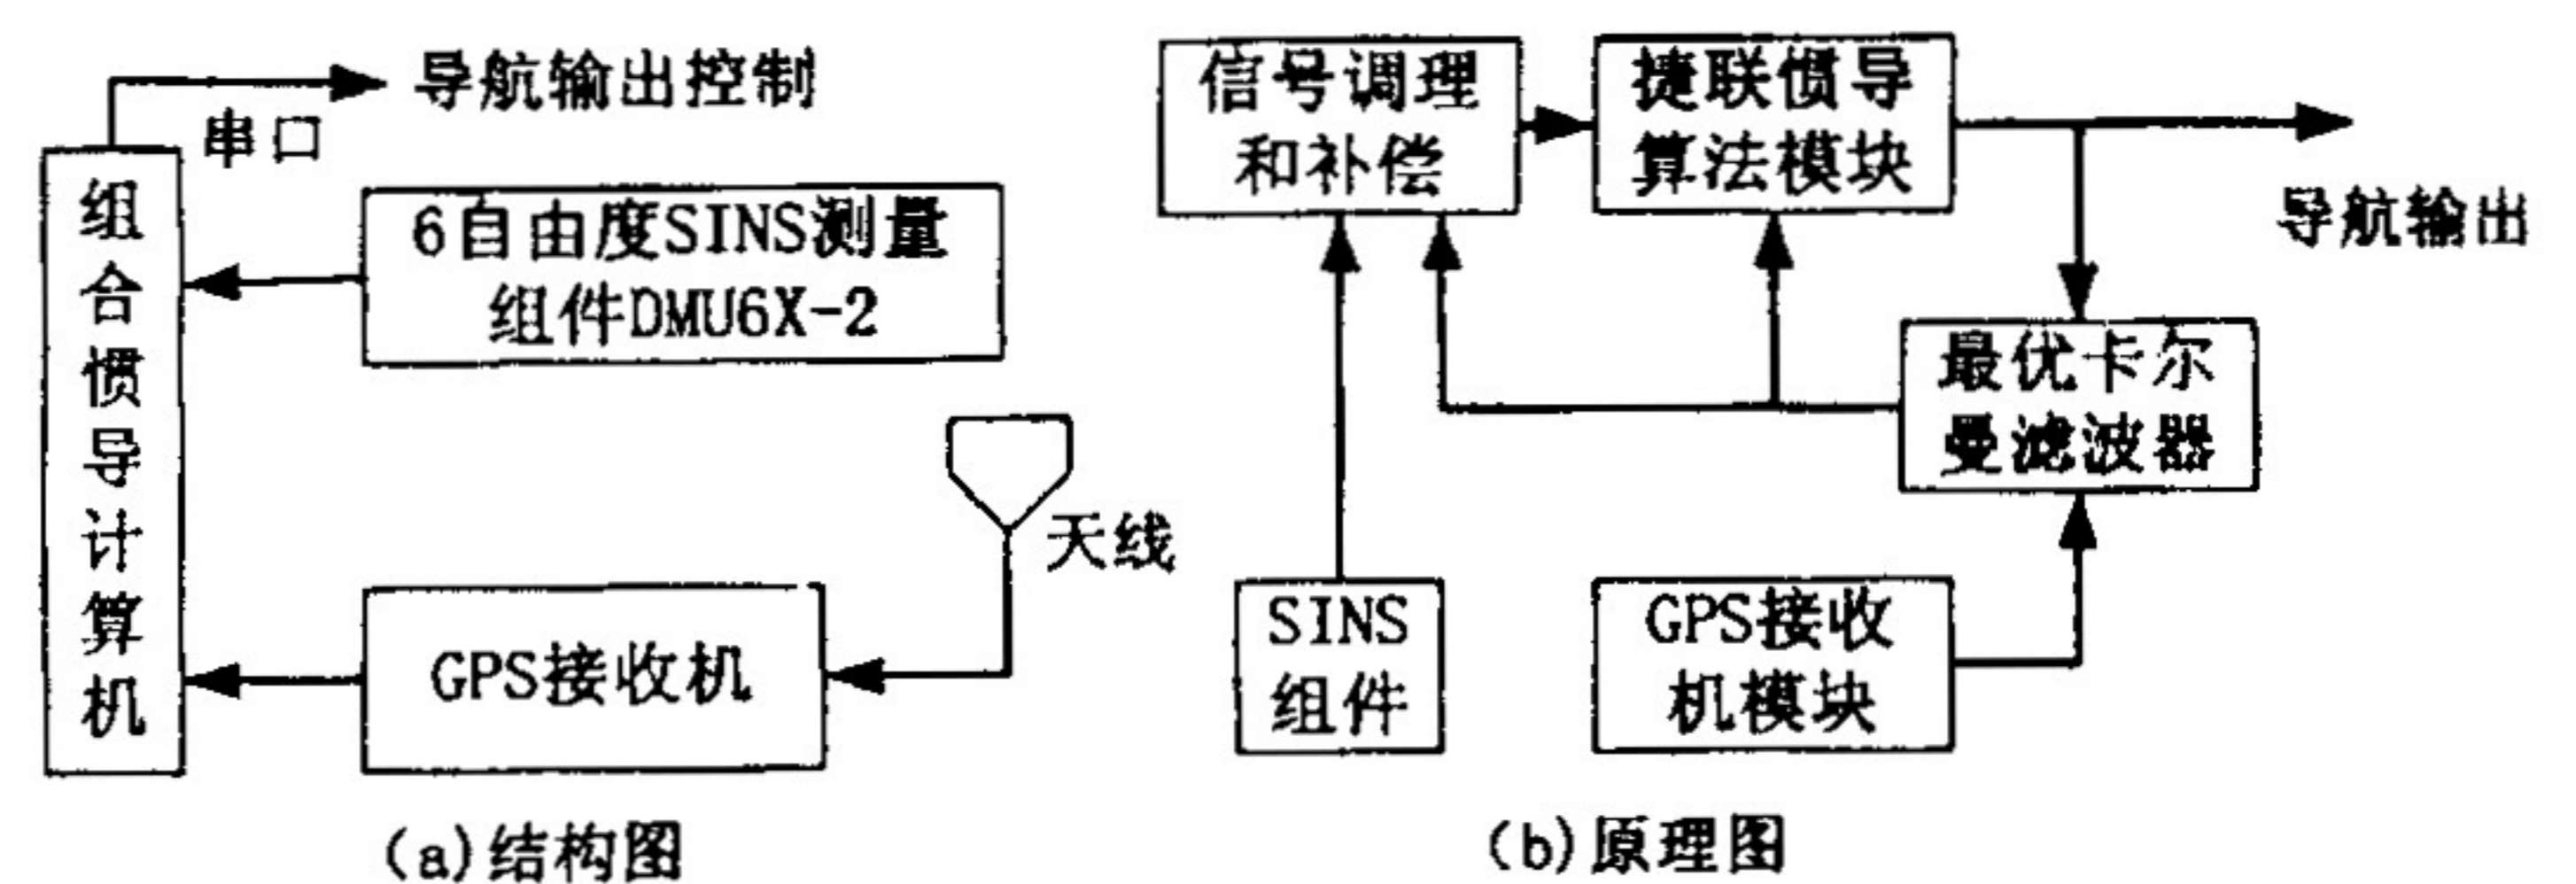 导航输出控制
串口
组合惯导计算机
6自由度SINS测量
组件DMU6X-2
天线
GPS接收机
(a)结构图
信号调理
和补偿
捷联惯导
算法模块
导航输出
最优卡尔
曼滤波器
SINS
组件
GPS接收
机模块
(b)原理图